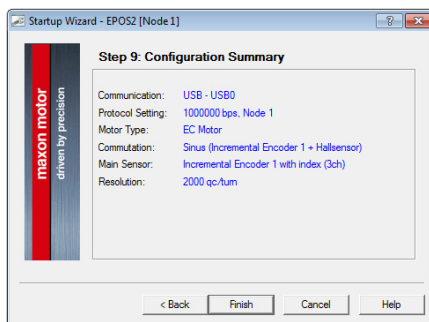 Startup Wizard - EPOS2 [Node1]
Step 9: Configuration Summary
maxon motor
driven by precision
Communication: USB - USB0
Protocol Setting: 1000000 bps, Node 1
Motor Type: EC Motor
Commutation: Sinus (Incremental Encoder 1 + Hallsensor)
Main Sensor: Incremental Encoder 1 with index (3ch)
Resolution: 2000 qc/turn
< Back Finish Cancel Help